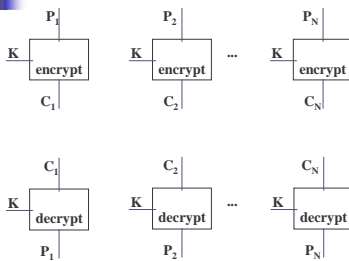 P1 P2 PN
K encrypt K encrypt ... K encrypt
C1 C2 CN
C1 C2 CN
K decrypt K decrypt ... K decrypt
P1 P2 PN